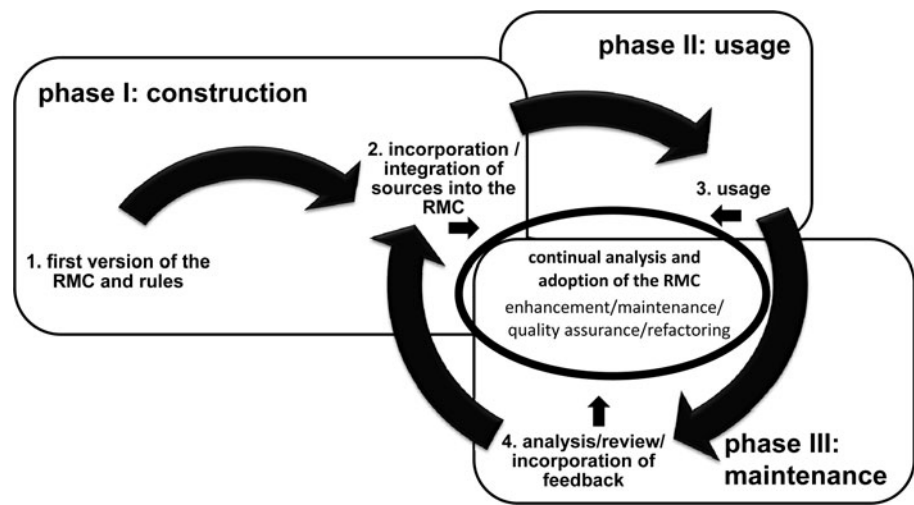 phase I: construction
phase II: usage
2. incorporation /
integration of
sources into the
RMC
3. usage
1. first version of the
RMC and rules
continual analysis and
adoption of the RMC
enhancement/maintenance/
quality assurance/refactoring
4. analysis/review/
incorporation of
feedback
phase III:
maintenance